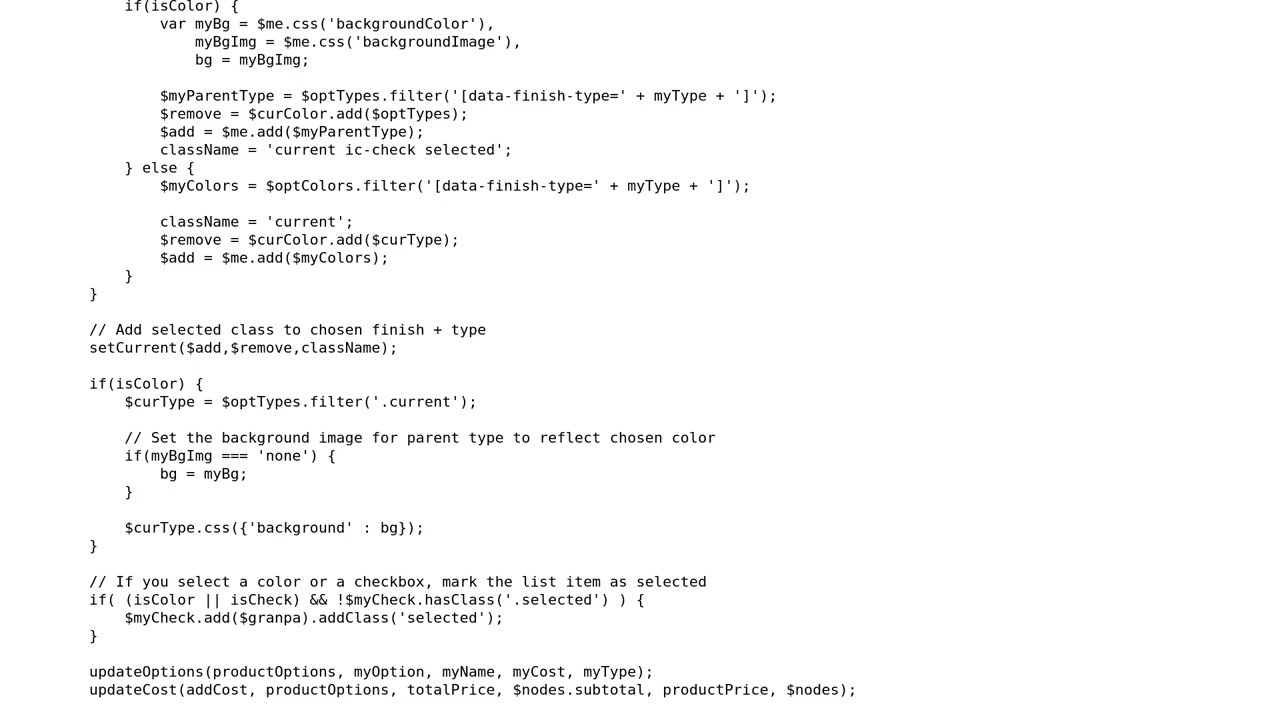 if(isColor) {
var myBg = $me.css('backgroundColor'),
myBgImg = $me.css('backgroundImage'),
bg = myBgImg;
$myParentType = $optTypes.filter('[data-finish-type=' + myType + ']');
$remove = $curColor.add($optTypes);
$add = $me.add($myParentType);
className = 'current ic-check selected';
} else {
$myColors = $optColors.filter('[data-finish-type=' + myType + ']');
className = 'current';
$remove = $curColor.add($curType);
$add = $me.add($myColors);
}
}
// Add selected class to chosen finish + type
setCurrent($add,$remove,className);
if(isColor) {
$curType = $optTypes.filter('.current');
// Set the background image for parent type to reflect chosen color
if(myBgImg === 'none') {
bg = myBg;
}
$curType.css({'background' : bg});
}
// If you select a color or a checkbox, mark the list item as selected
if( (isColor || isCheck) && !$myCheck.hasClass('.selected') ) {
$myCheck.add($granpa).addClass('selected');
}
updateOptions(productOptions, myOption, myName, myCost, myType);
updateCost(addCost, productOptions, totalPrice, $nodes.subtotal, productPrice, $nodes);